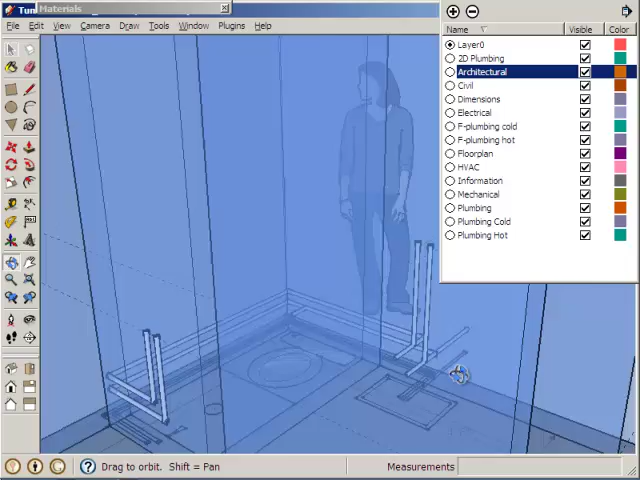 Tun
Materials
File Edit View Camera Draw Tools Window Plugins Help
Name Visible Color
Layer0
2D Plumbing
Architectural
Civil
Dimensions
Electrical
F-plumbing cold
F-plumbing hot
Floorplan
HVAC
Information
Mechanical
Plumbing
Plumbing Cold
Plumbing Hot
Drag to orbit. Shift = Pan
Measurements